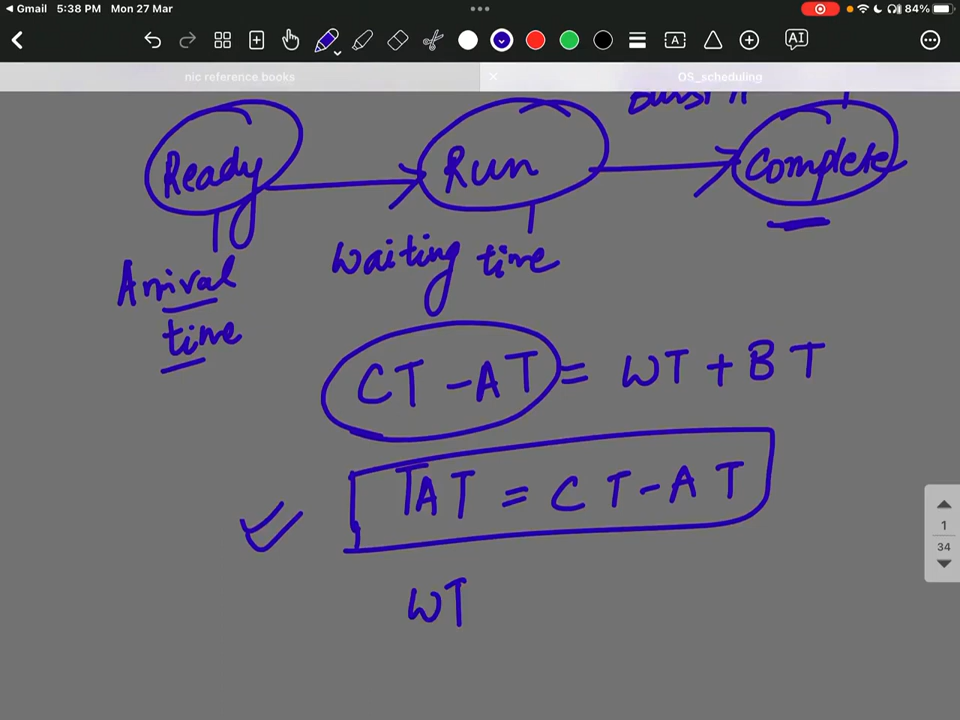 Gmail 5:38 PM Mon 27 Mar 84%
AI
nic reference books OS_scheduling
Ready Run Complete
Arrival
time
Waiting time
CT - AT = WT + BT
TAT = CT - AT
WT
1
34